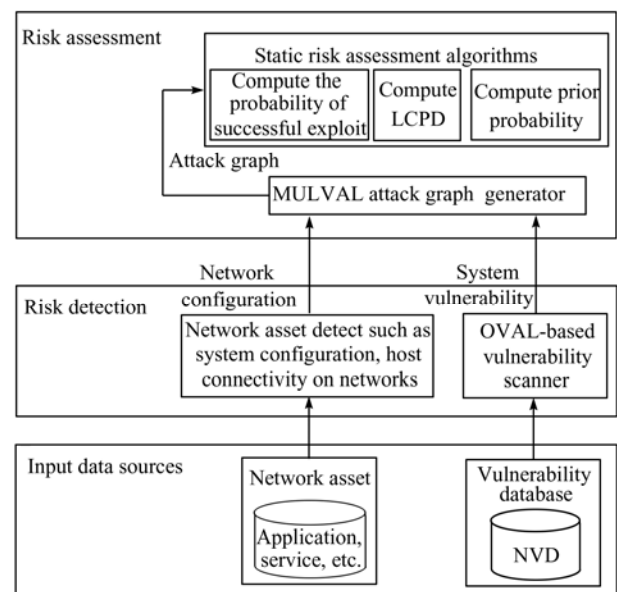 Risk assessment
Static risk assessment algorithms
Compute the
probability of
successful exploit
Compute
LCPD
Compute prior
probability
Attack graph
MULVAL attack graph generator
Network
configuration
System
vulnerability
Risk detection
Network asset detect such as
system configuration, host
connectivity on networks
OVAL-based
vulnerability
scanner
Input data sources
Network asset
Application,
service, etc.
Vulnerability
database
NVD